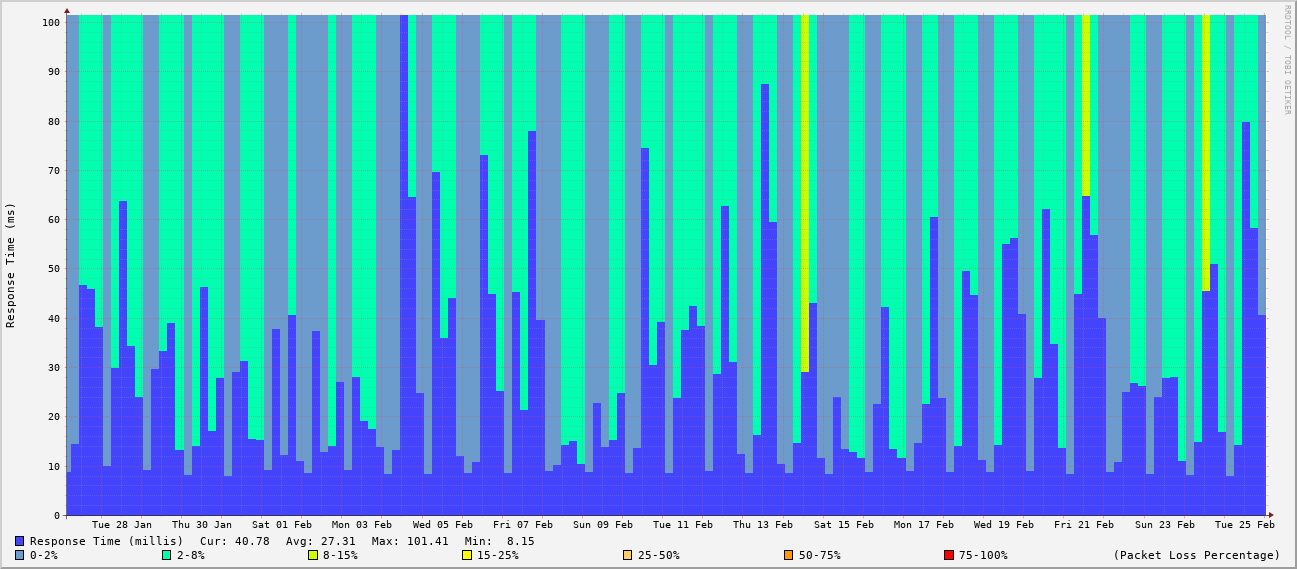 RRDTOOL / TOBI OETIKER
Response Time (ms)
100
90
80
70
60
50
40
30
20
10
0
Tue 28 Jan Thu 30 Jan Sat 01 Feb Mon 03 Feb Wed 05 Feb Fri 07 Feb Sun 09 Feb Tue 11 Feb Thu 13 Feb Sat 15 Feb Mon 17 Feb Wed 19 Feb Fri 21 Feb Sun 23 Feb Tue 25 Feb
Response Time (millis) Cur: 40.78 Avg: 27.31 Max: 101.41 Min: 8.15
0-2% 2-8% 8-15% 15-25% 25-50% 50-75% 75-100% (Packet Loss Percentage)